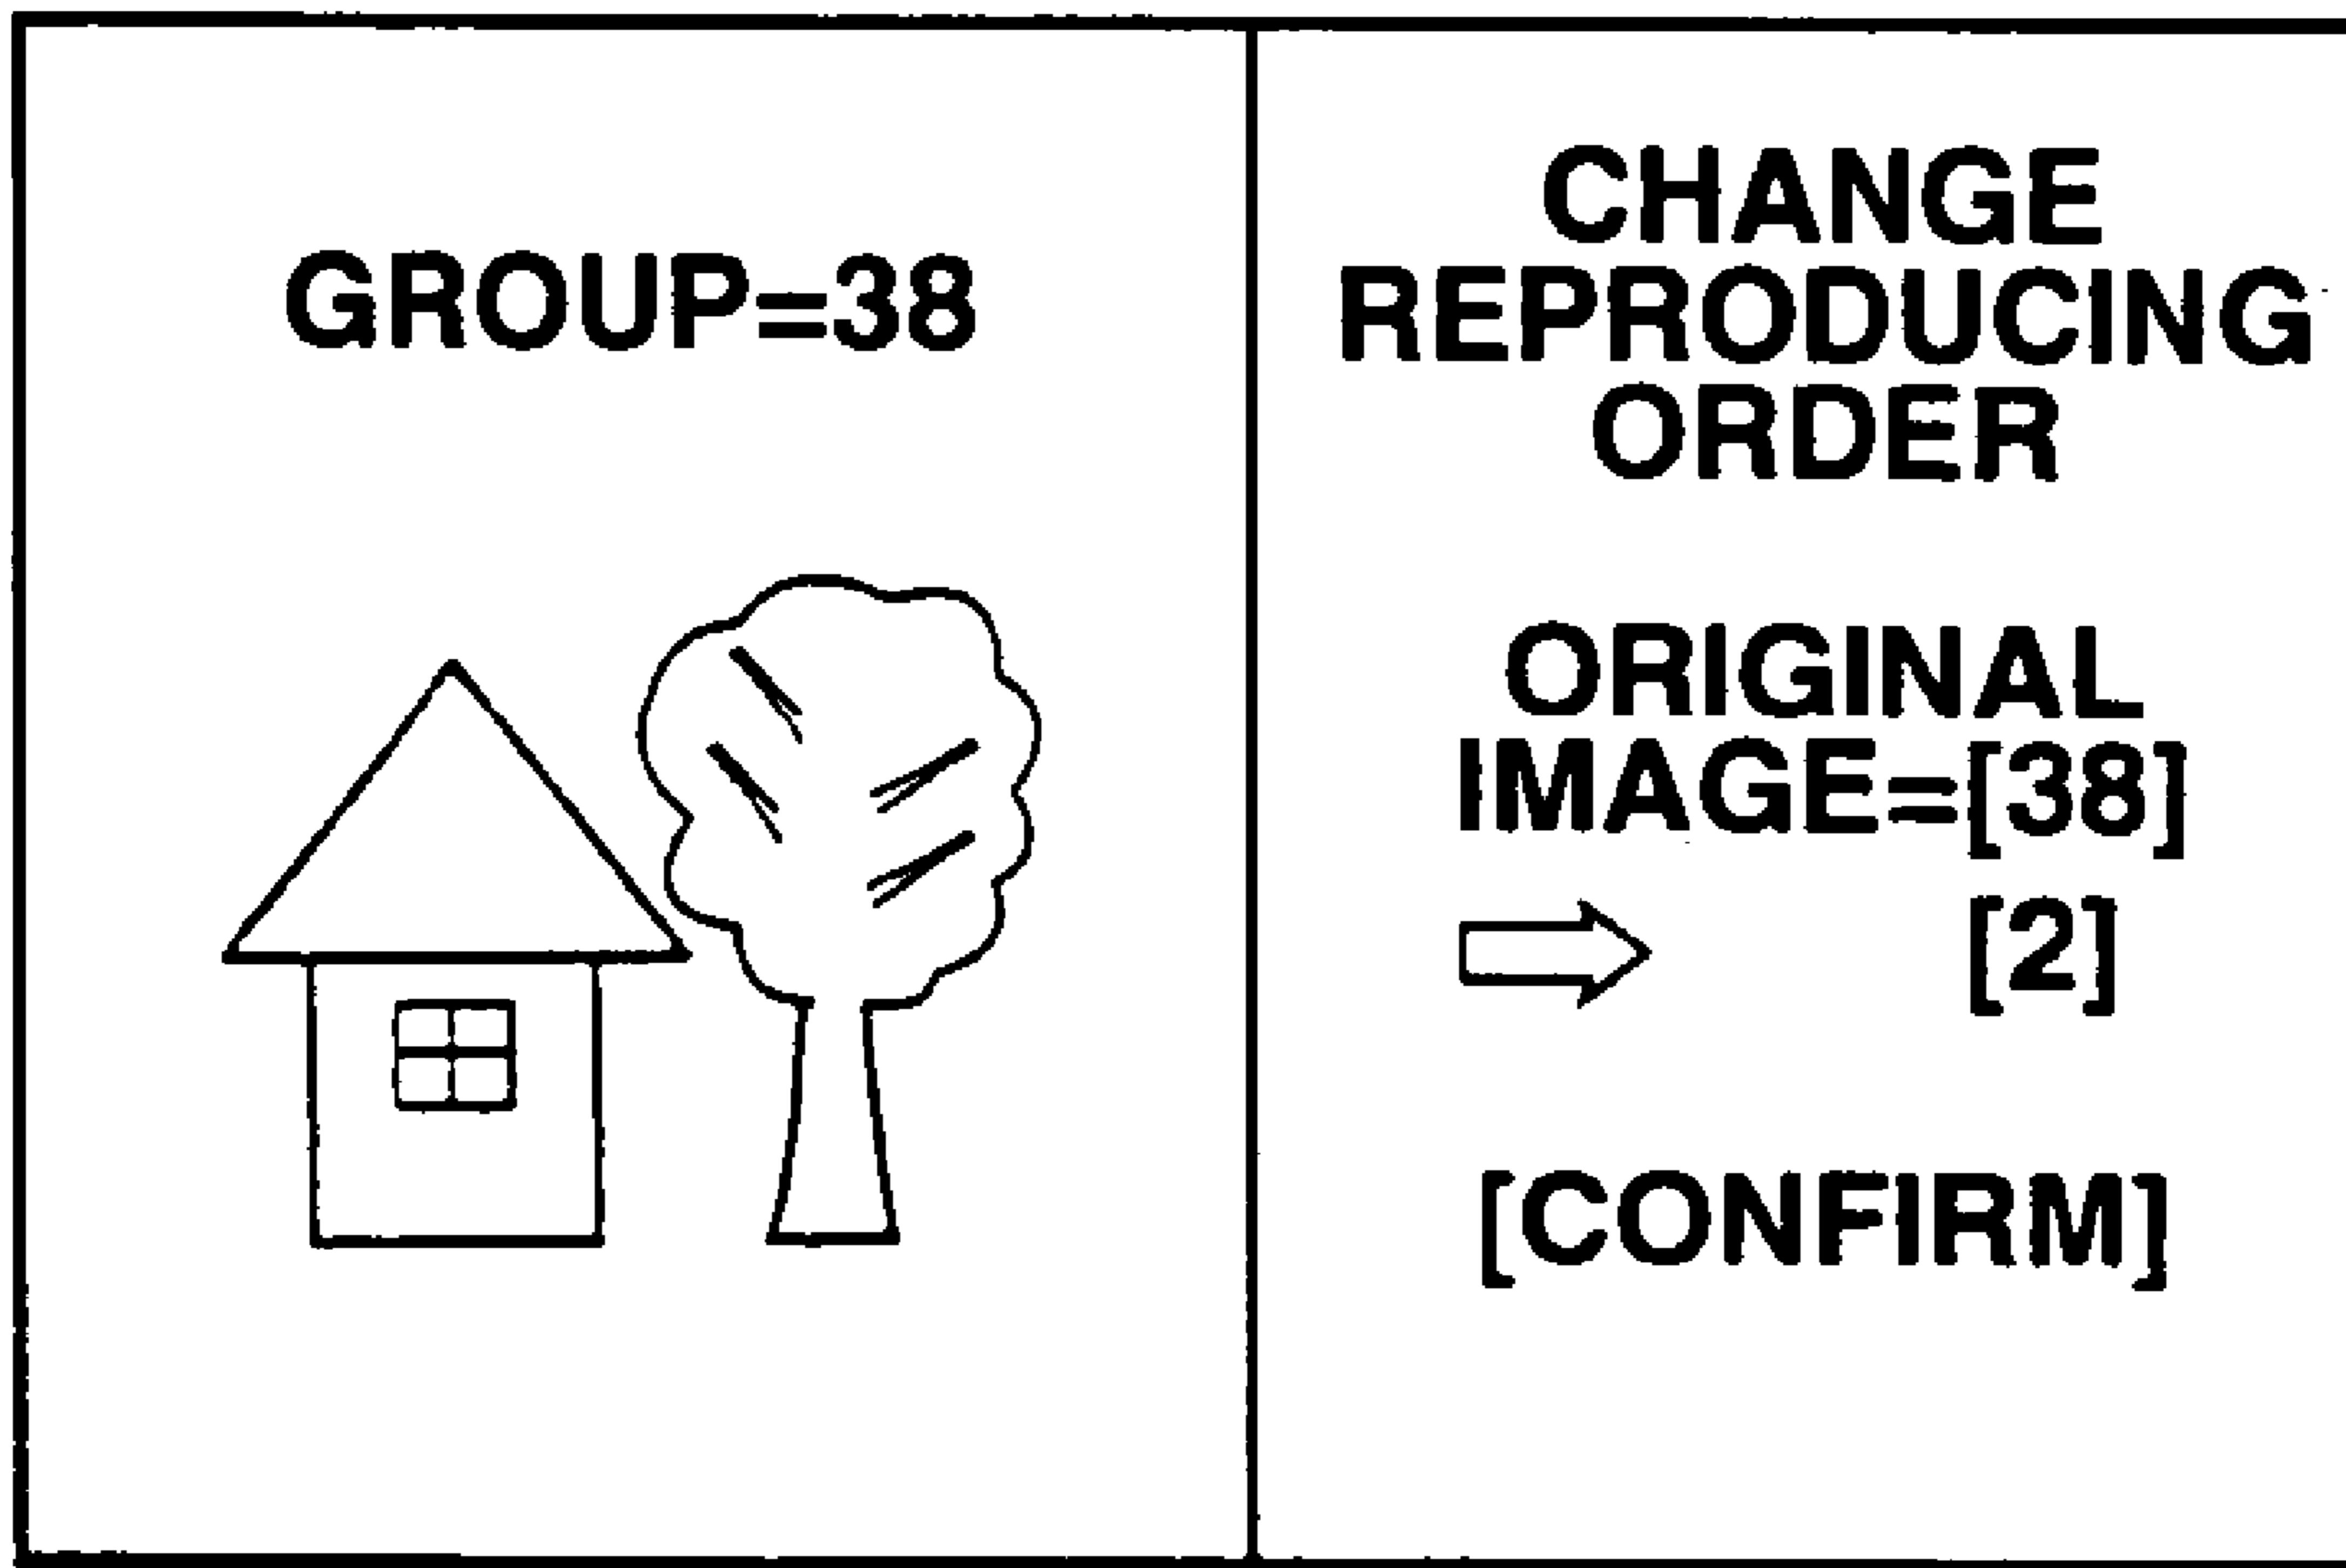 GROUP=38
CHANGE
REPRODUCING
ORDER
ORIGINAL
IMAGE=[38]
[2]
[CONFIRM]